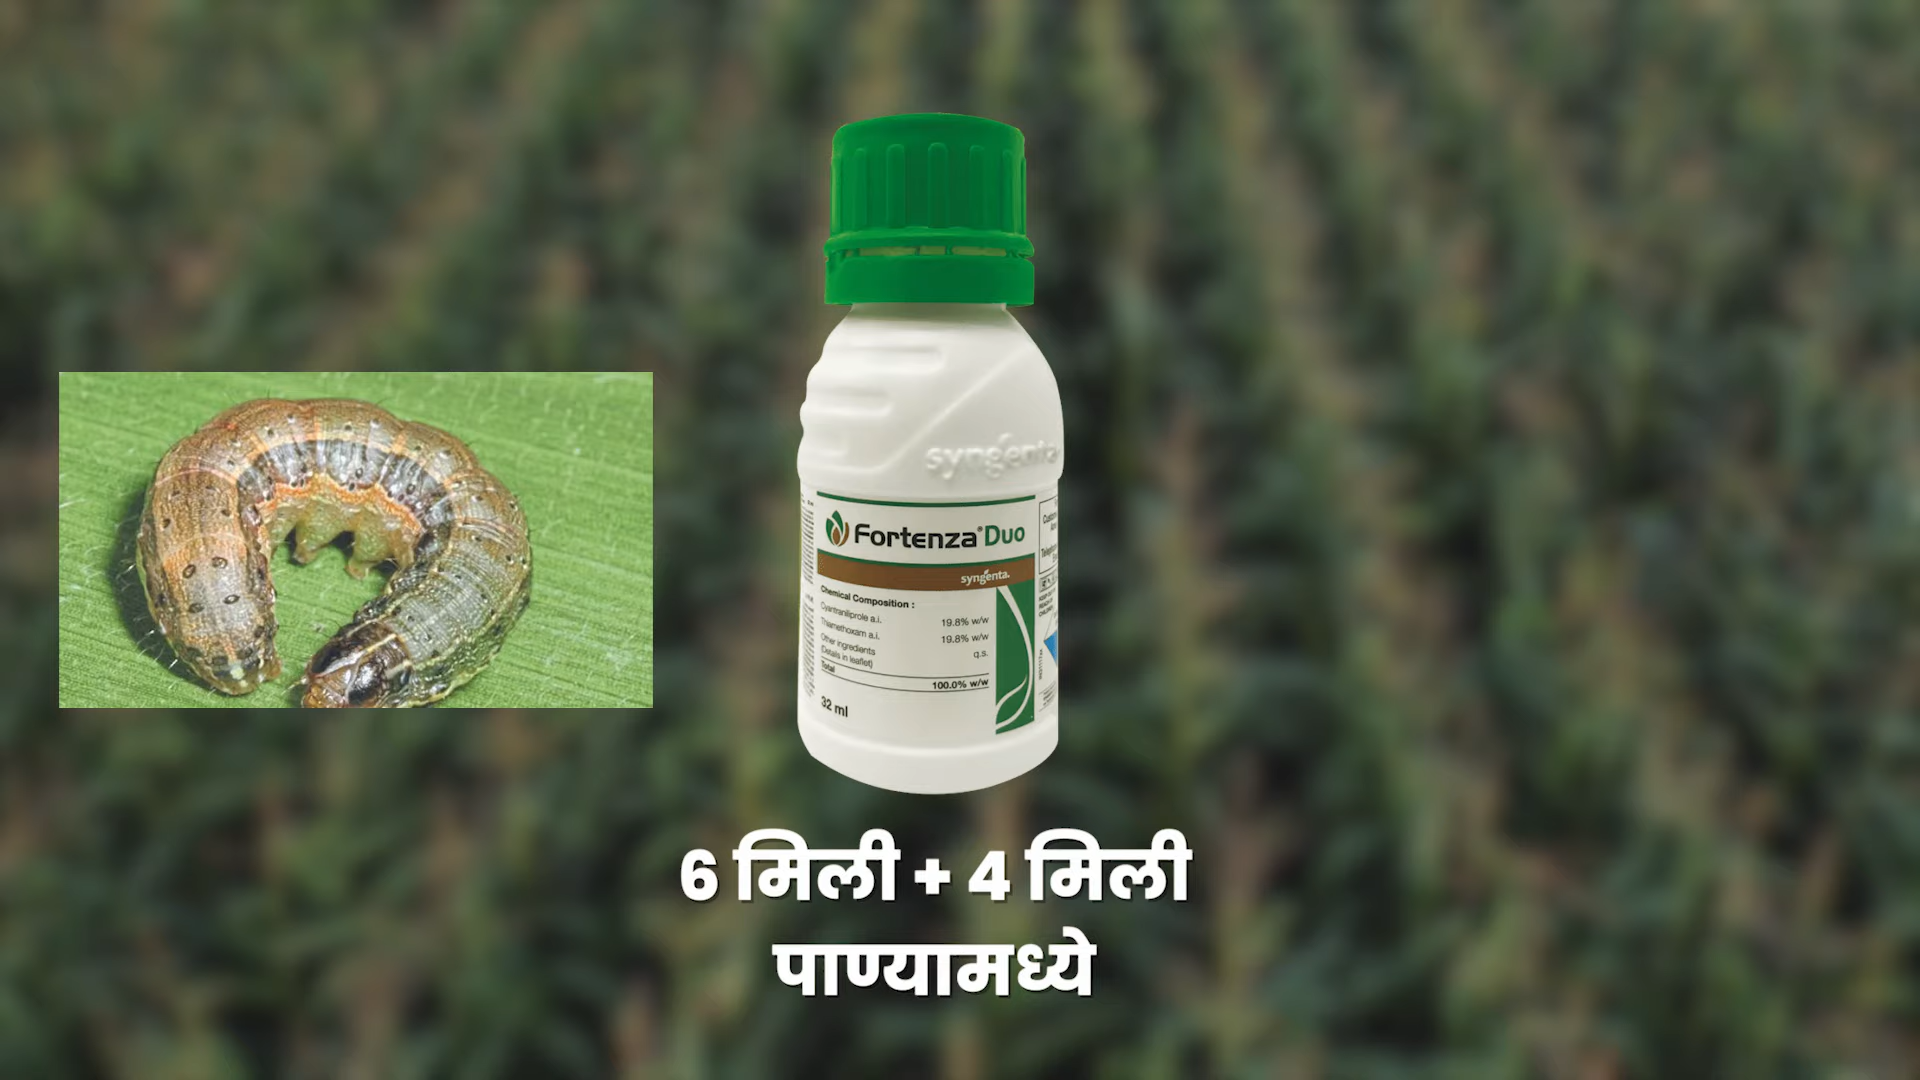 syngenta
Fortenza® Duo
syngenta.
Chemical Composition :
Cyantraniliprole a.i. 19.8% w/w
Thiamethoxam a.i. 19.8% w/w
Other ingredients
(Details in leaflet) q.s.
Total 100.0% w/w
32 ml
6 मिली + 4 मिली
पाण्यामध्ये